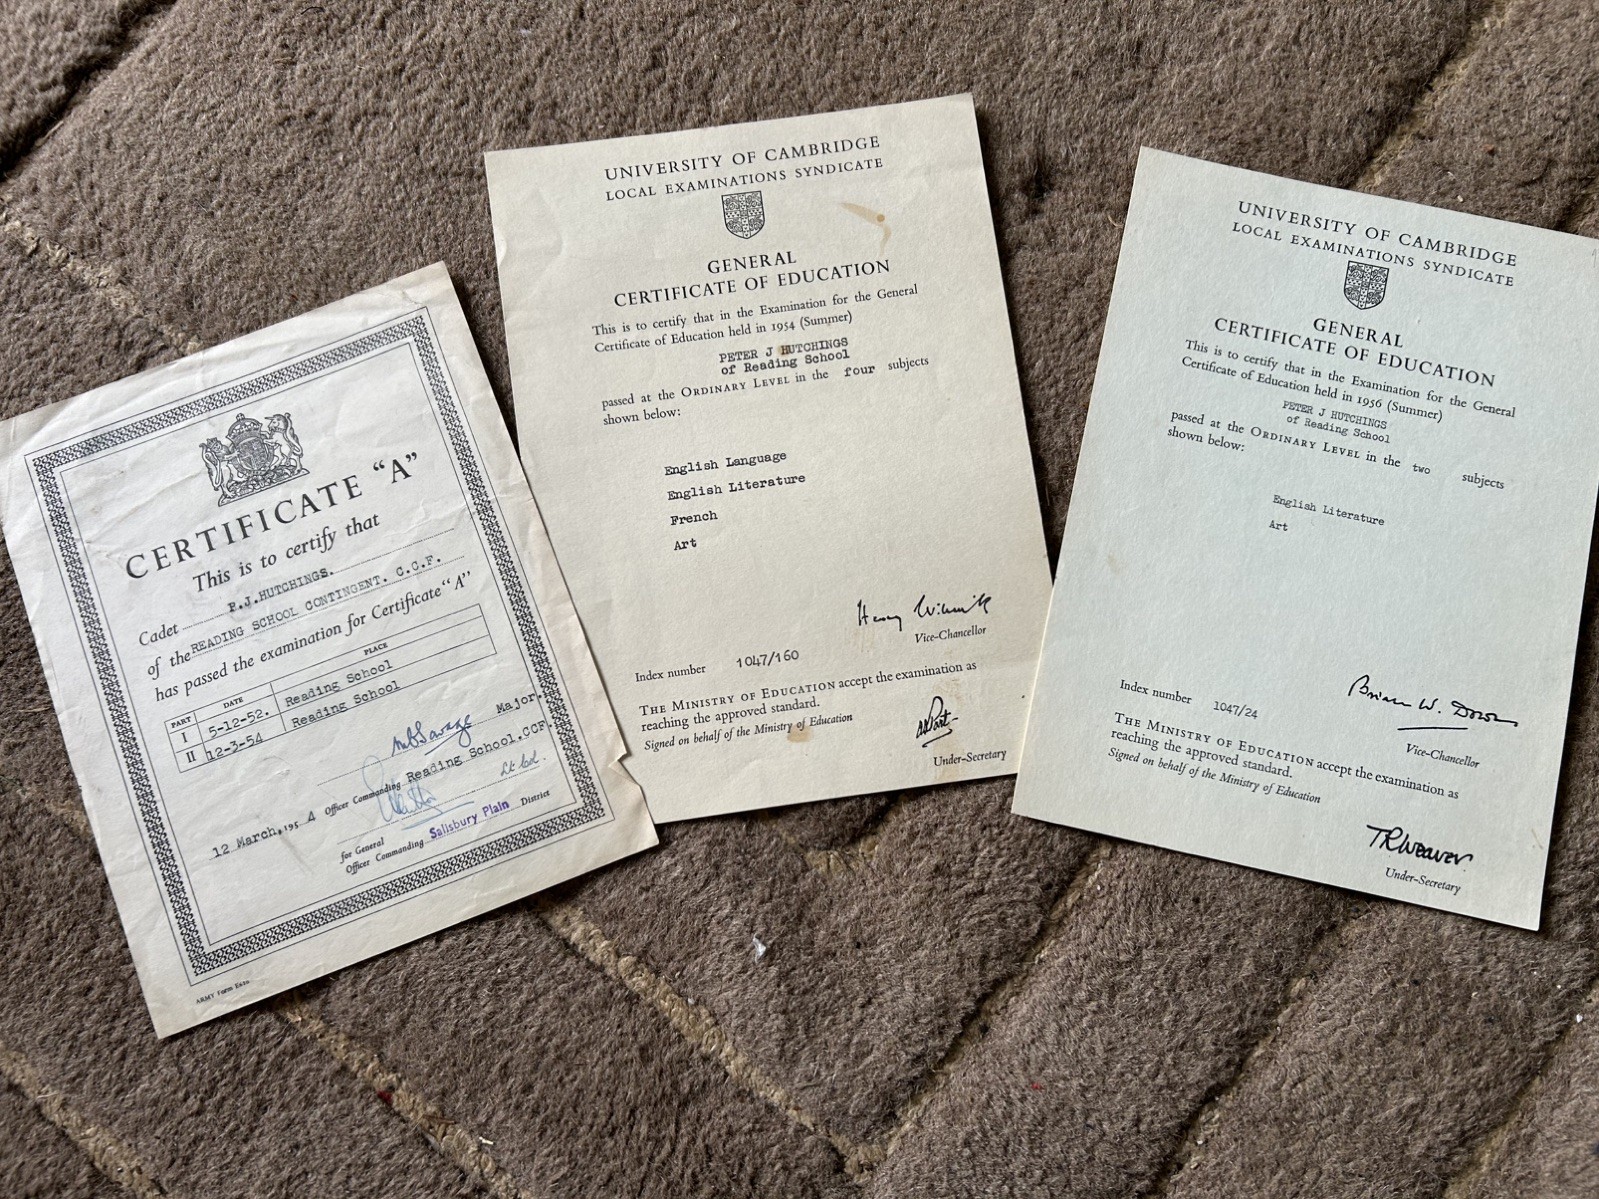 CERTIFICATE "A"
This is to certify that
Cadet P.J.HUTCHINGS.
of the READING SCHOOL CONTINGENT. C.C.F.
has passed the examination for Certificate "A"
PART DATE PLACE
I 5-12-52. Reading School
II 12-3-54 Reading School
Major.
Officer Commanding Reading School.CCF.
Lt Col.
12 March, 1954
for General
Officer Commanding Salisbury Plain District
ARMY Form
UNIVERSITY OF CAMBRIDGE
LOCAL EXAMINATIONS SYNDICATE
GENERAL
CERTIFICATE OF EDUCATION
This is to certify that in the Examination for the General
Certificate of Education held in 1954 (Summer)
PETER J HUTCHINGS
of Reading School
passed at the ORDINARY LEVEL in the four subjects
shown below:
English Language
English Literature
French
Art
Henry Willink
Vice-Chancellor
Index number 1047/160
THE MINISTRY OF EDUCATION accept the examination as
reaching the approved standard.
Signed on behalf of the Ministry of Education
Under-Secretary
UNIVERSITY OF CAMBRIDGE
LOCAL EXAMINATIONS SYNDICATE
GENERAL
CERTIFICATE OF EDUCATION
This is to certify that in the Examination for the General
Certificate of Education held in 1956 (Summer)
PETER J HUTCHINGS
of Reading School
passed at the ORDINARY LEVEL in the two subjects
shown below:
English Literature
Art
Brian W. Downs
Vice-Chancellor
Index number 1047/24
THE MINISTRY OF EDUCATION accept the examination as
reaching the approved standard.
Signed on behalf of the Ministry of Education
TRWeaver
Under-Secretary